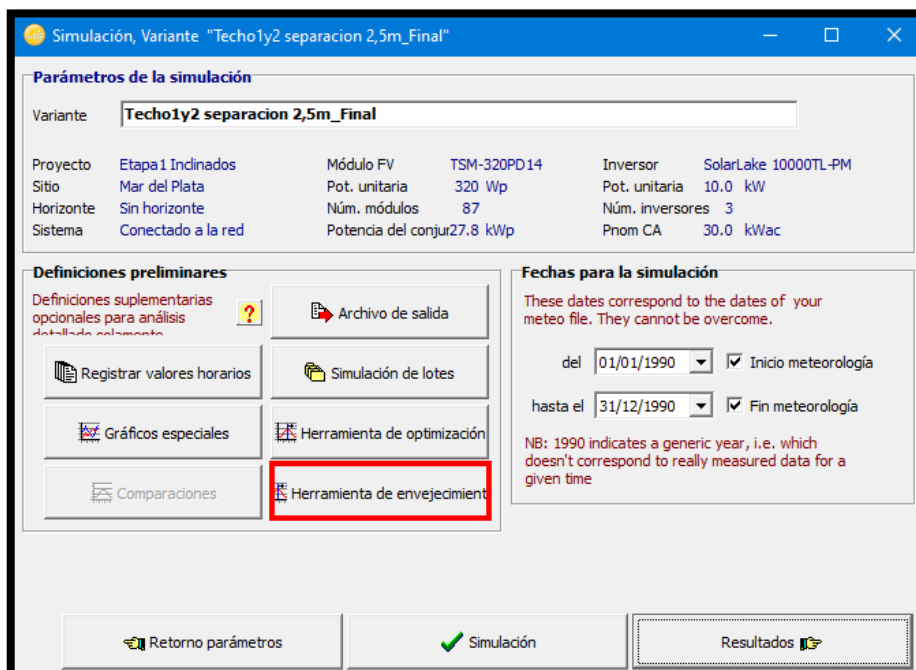 Simulación, Variante "Techo1y2 separacion 2,5m_Final"
Parámetros de la simulación
Variante Techo1y2 separacion 2,5m_Final
Proyecto Etapa1 Inclinados Módulo FV TSM-320PD14 Inversor SolarLake 10000TL-PM
Sitio Mar del Plata Pot. unitaria 320 Wp Pot. unitaria 10.0 kW
Horizonte Sin horizonte Núm. módulos 87 Núm. inversores 3
Sistema Conectado a la red Potencia del conjur 27.8 kWp Pnom CA 30.0 kWac
Definiciones preliminares
Definiciones suplementarias
opcionales para análisis
detallado solamente
?
Archivo de salida
Registrar valores horarios
Simulación de lotes
Gráficos especiales
Herramienta de optimización
Comparaciones
Herramienta de envejecimient
Fechas para la simulación
These dates correspond to the dates of your
meteo file. They cannot be overcome.
del 01/01/1990 Inicio meteorología
hasta el 31/12/1990 Fin meteorología
NB: 1990 indicates a generic year, i.e. which
doesn't correspond to really measured data for a
given time
Retorno parámetros
Simulación
Resultados